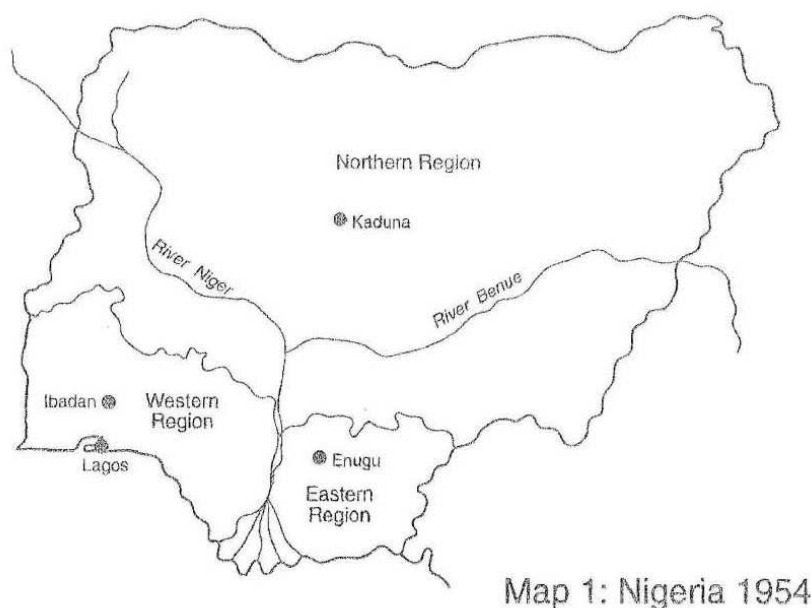 Northern Region
Kaduna
River Niger
River Benue
Ibadan
Western
Region
Lagos
Enugu
Eastern
Region
Map 1: Nigeria 1954